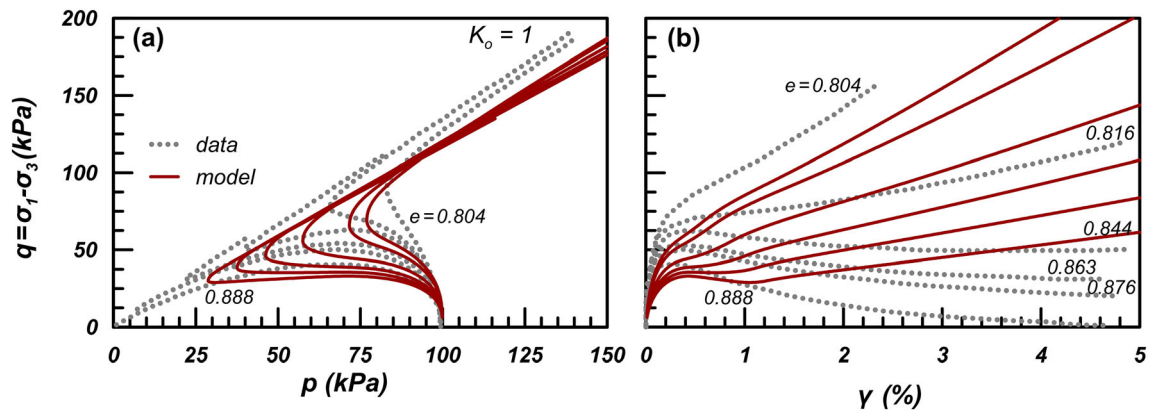 (a)
K₀ = 1
200
150
100
50
0
q=σ₁-σ₃(kPa)
data
model
e=0.804
0.888
0 25 50 75 100 125 150
p (kPa)
(b)
e=0.804
0.816
0.844
0.863
0.876
0.888
0 1 2 3 4 5
γ (%)